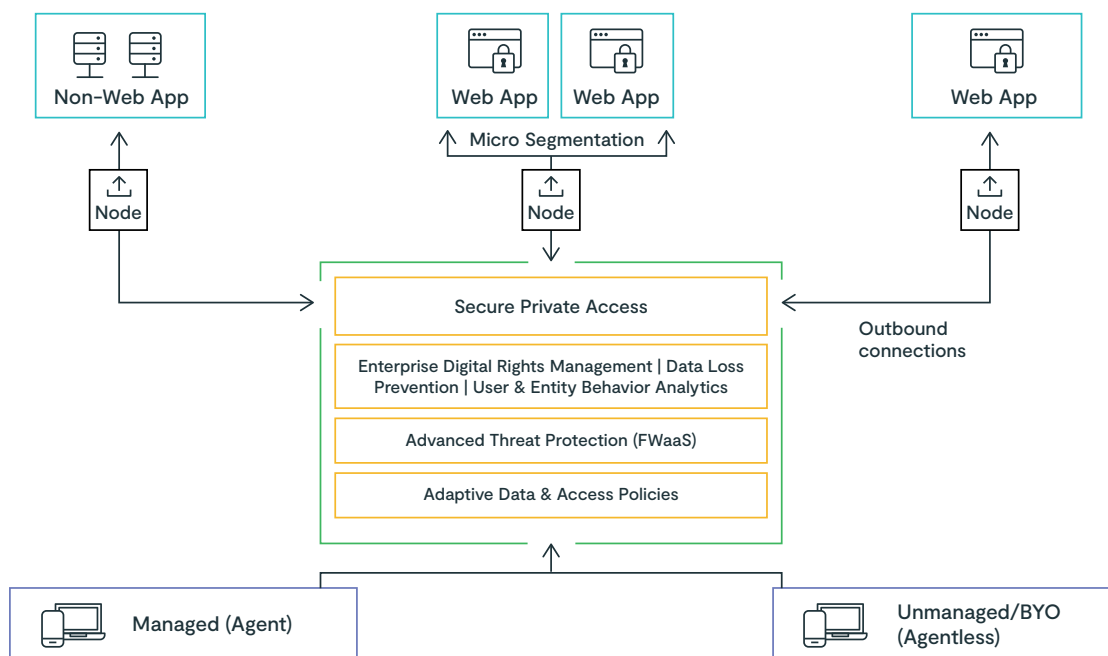 Non-Web App
Web App
Web App
Web App
Micro Segmentation
Node
Node
Node
Secure Private Access
Outbound
connections
Enterprise Digital Rights Management | Data Loss
Prevention | User & Entity Behavior Analytics
Advanced Threat Protection (FWaaS)
Adaptive Data & Access Policies
Managed (Agent)
Unmanaged/BYO
(Agentless)